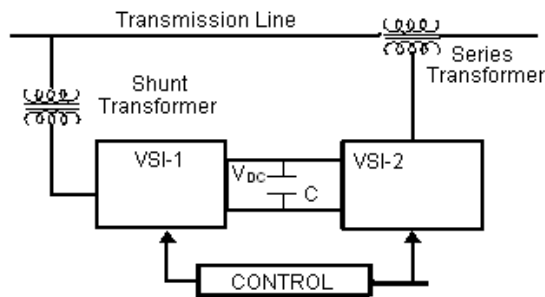 Transmission Line
Series
Transformer
Shunt
Transformer
VSI-1
VDC
C
VSI-2
CONTROL